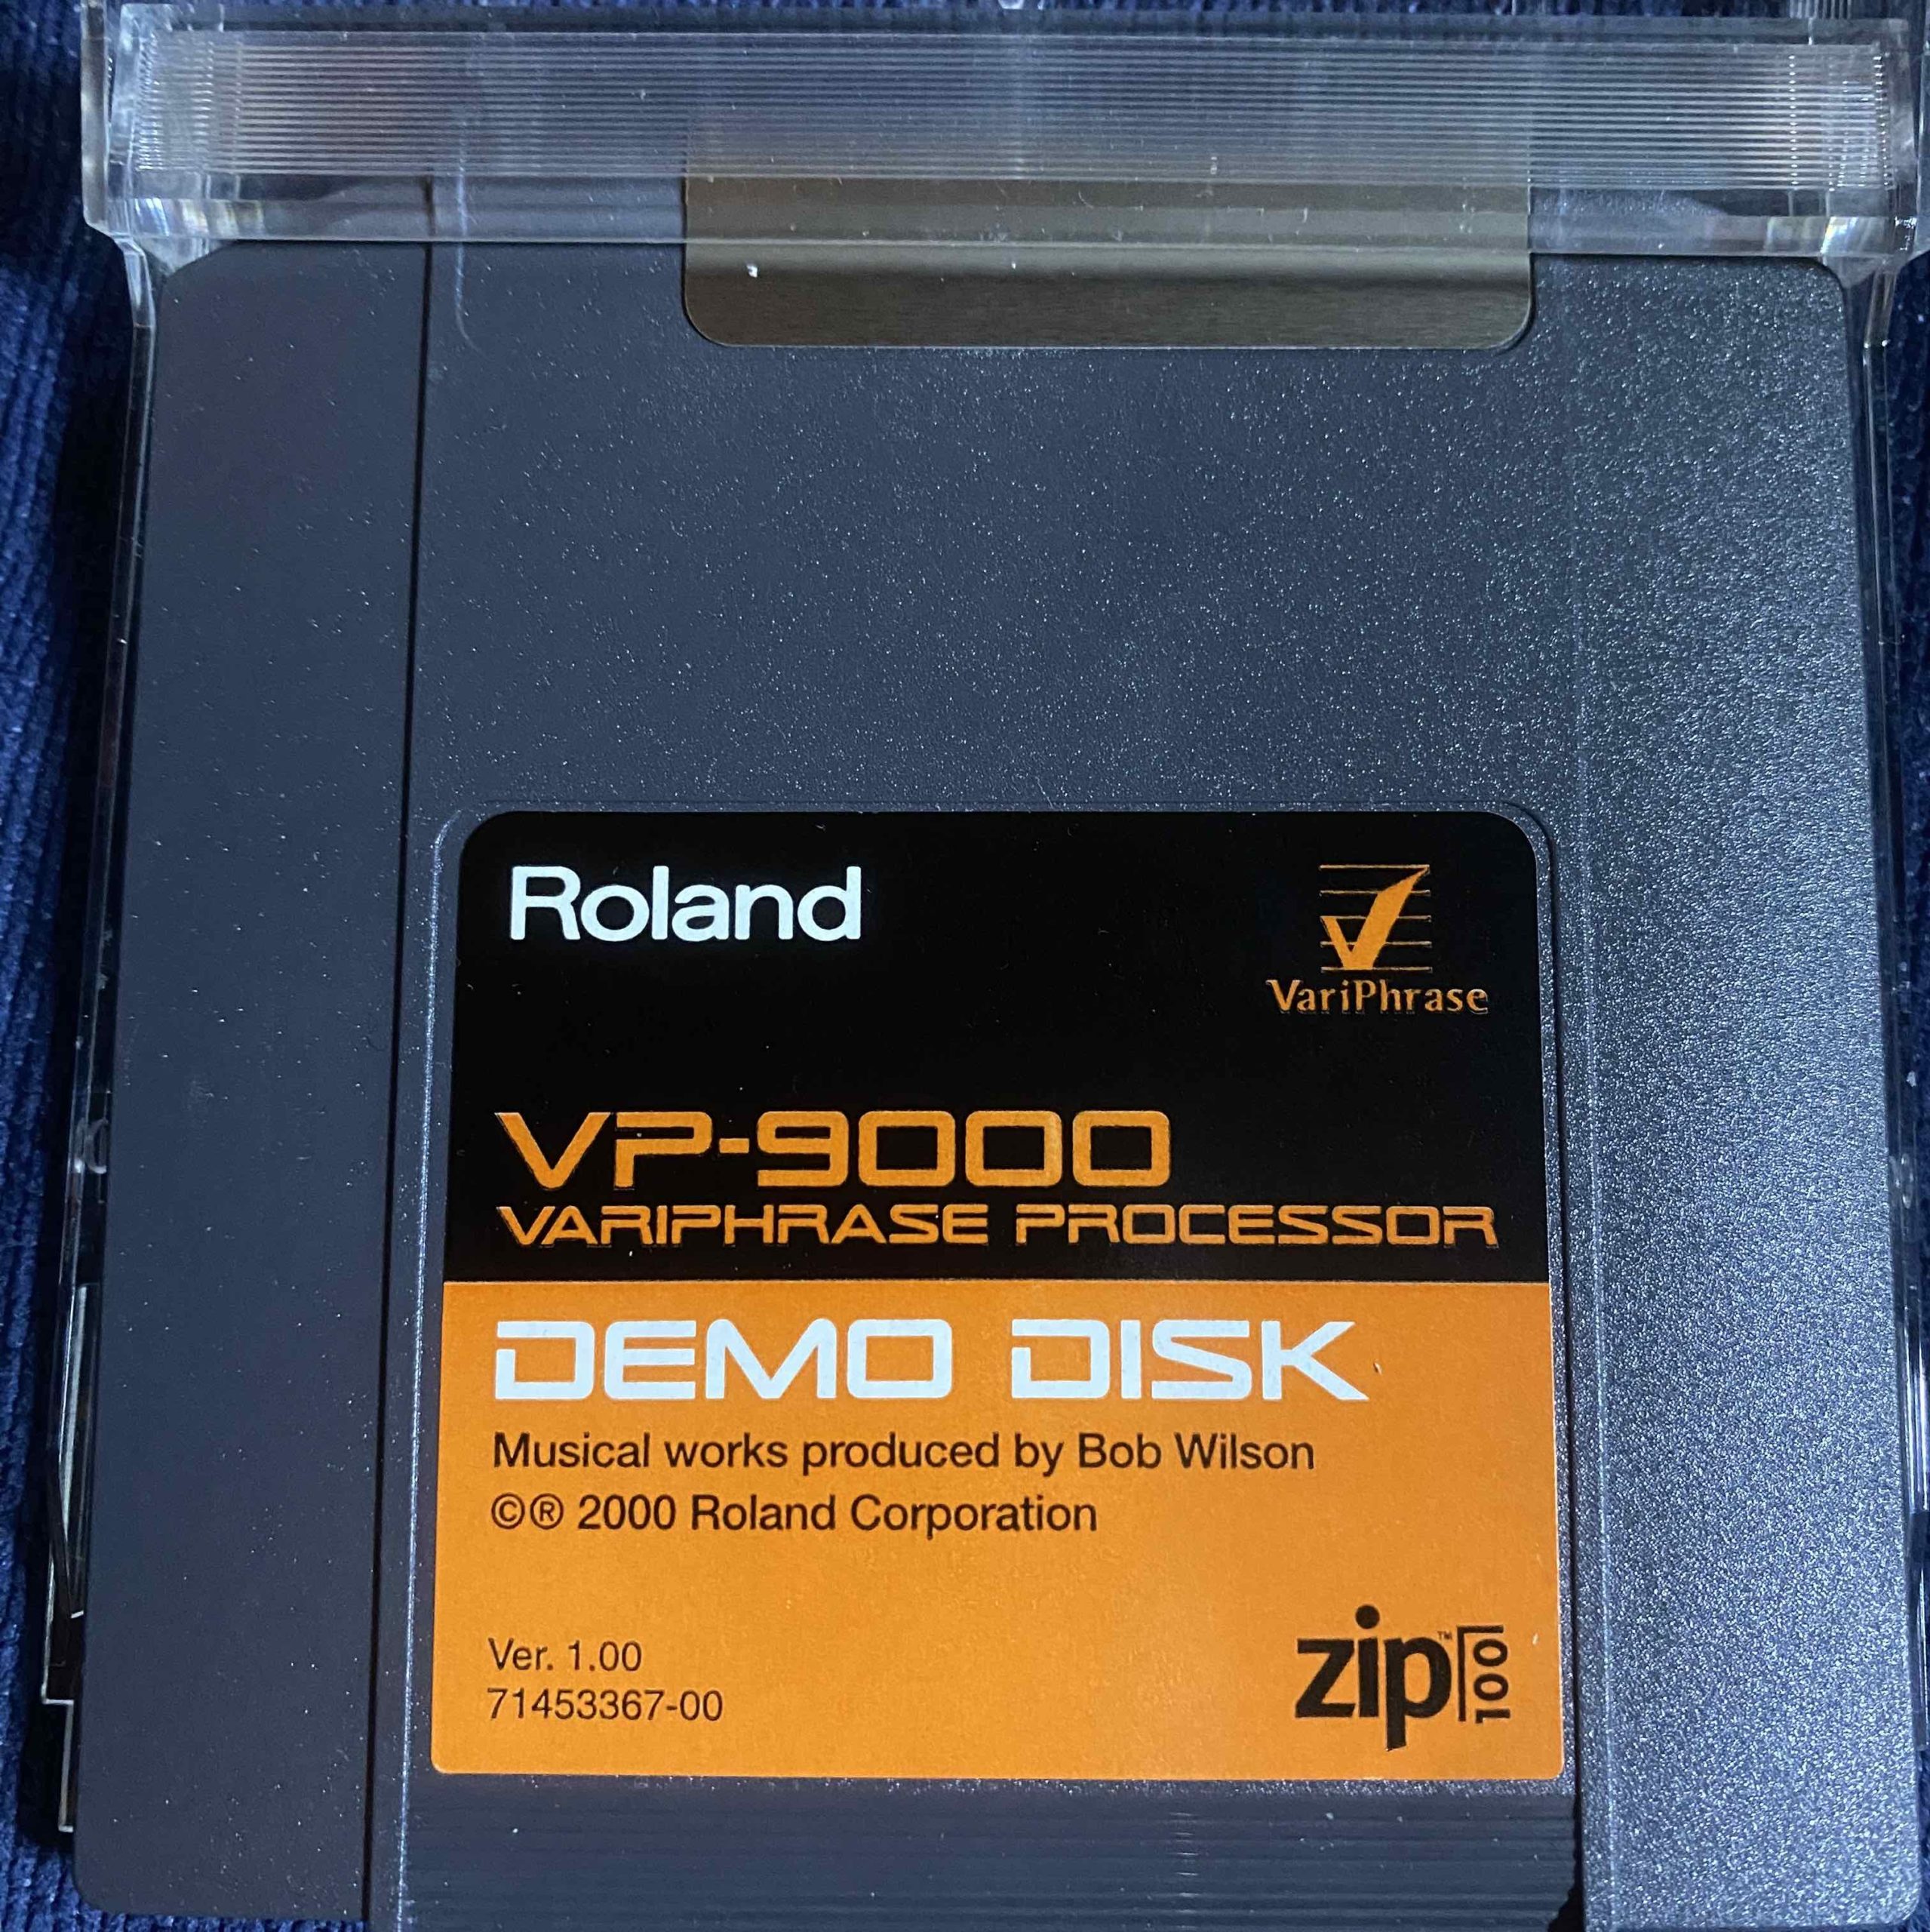 Roland
VariPhrase
VP-9000
VARIPHRASE PROCESSOR
DEMO DISK
Musical works produced by Bob Wilson
©® 2000 Roland Corporation
Ver. 1.00
71453367-00
zip™ 100